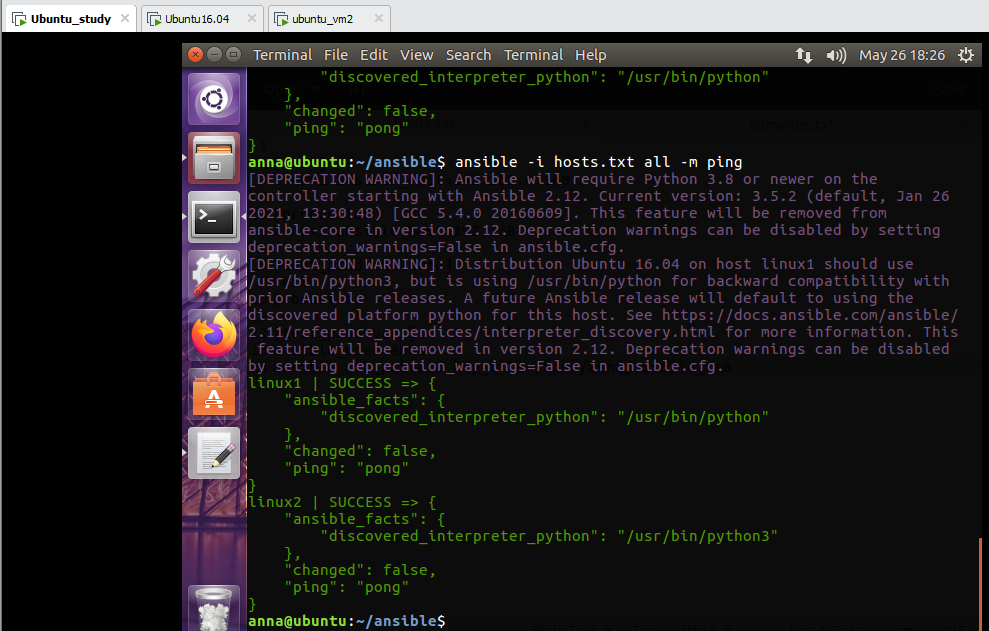 Ubuntu_study Ubuntu16.04 ubuntu_vm2
Terminal File Edit View Search Terminal Help May 26 18:26
"discovered_interpreter_python": "/usr/bin/python"
Save
},
"changed": false,
"ping": "pong"
}
anna@ubuntu:~/ansible$ ansible -i hosts.txt all -m ping
[DEPRECATION WARNING]: Ansible will require Python 3.8 or newer on the
controller starting with Ansible 2.12. Current version: 3.5.2 (default, Jan 26
2021, 13:30:48) [GCC 5.4.0 20160609]. This feature will be removed from
ansible-core in version 2.12. Deprecation warnings can be disabled by setting
deprecation_warnings=False in ansible.cfg.
[DEPRECATION WARNING]: Distribution Ubuntu 16.04 on host linux1 should use
/usr/bin/python3, but is using /usr/bin/python for backward compatibility with
prior Ansible releases. A future Ansible release will default to using the
discovered platform python for this host. See https://docs.ansible.com/ansible/
2.11/reference_appendices/interpreter_discovery.html for more information. This
feature will be removed in version 2.12. Deprecation warnings can be disabled
by setting deprecation_warnings=False in ansible.cfg.
linux1 | SUCCESS => {
"ansible_facts": {
"discovered_interpreter_python": "/usr/bin/python"
},
"changed": false,
"ping": "pong"
}
linux2 | SUCCESS => {
"ansible_facts": {
"discovered_interpreter_python": "/usr/bin/python3"
},
"changed": false,
"ping": "pong"
}
anna@ubuntu:~/ansible$